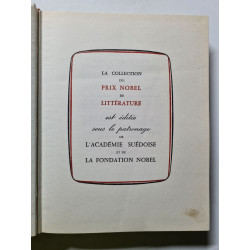 LA COLLECTION
DES
PRIX NOBEL
DE
LITTÉRATURE
est éditée
sous le patronage
DE
L'ACADÉMIE SUÉDOISE
ET DE
LA FONDATION NOBEL